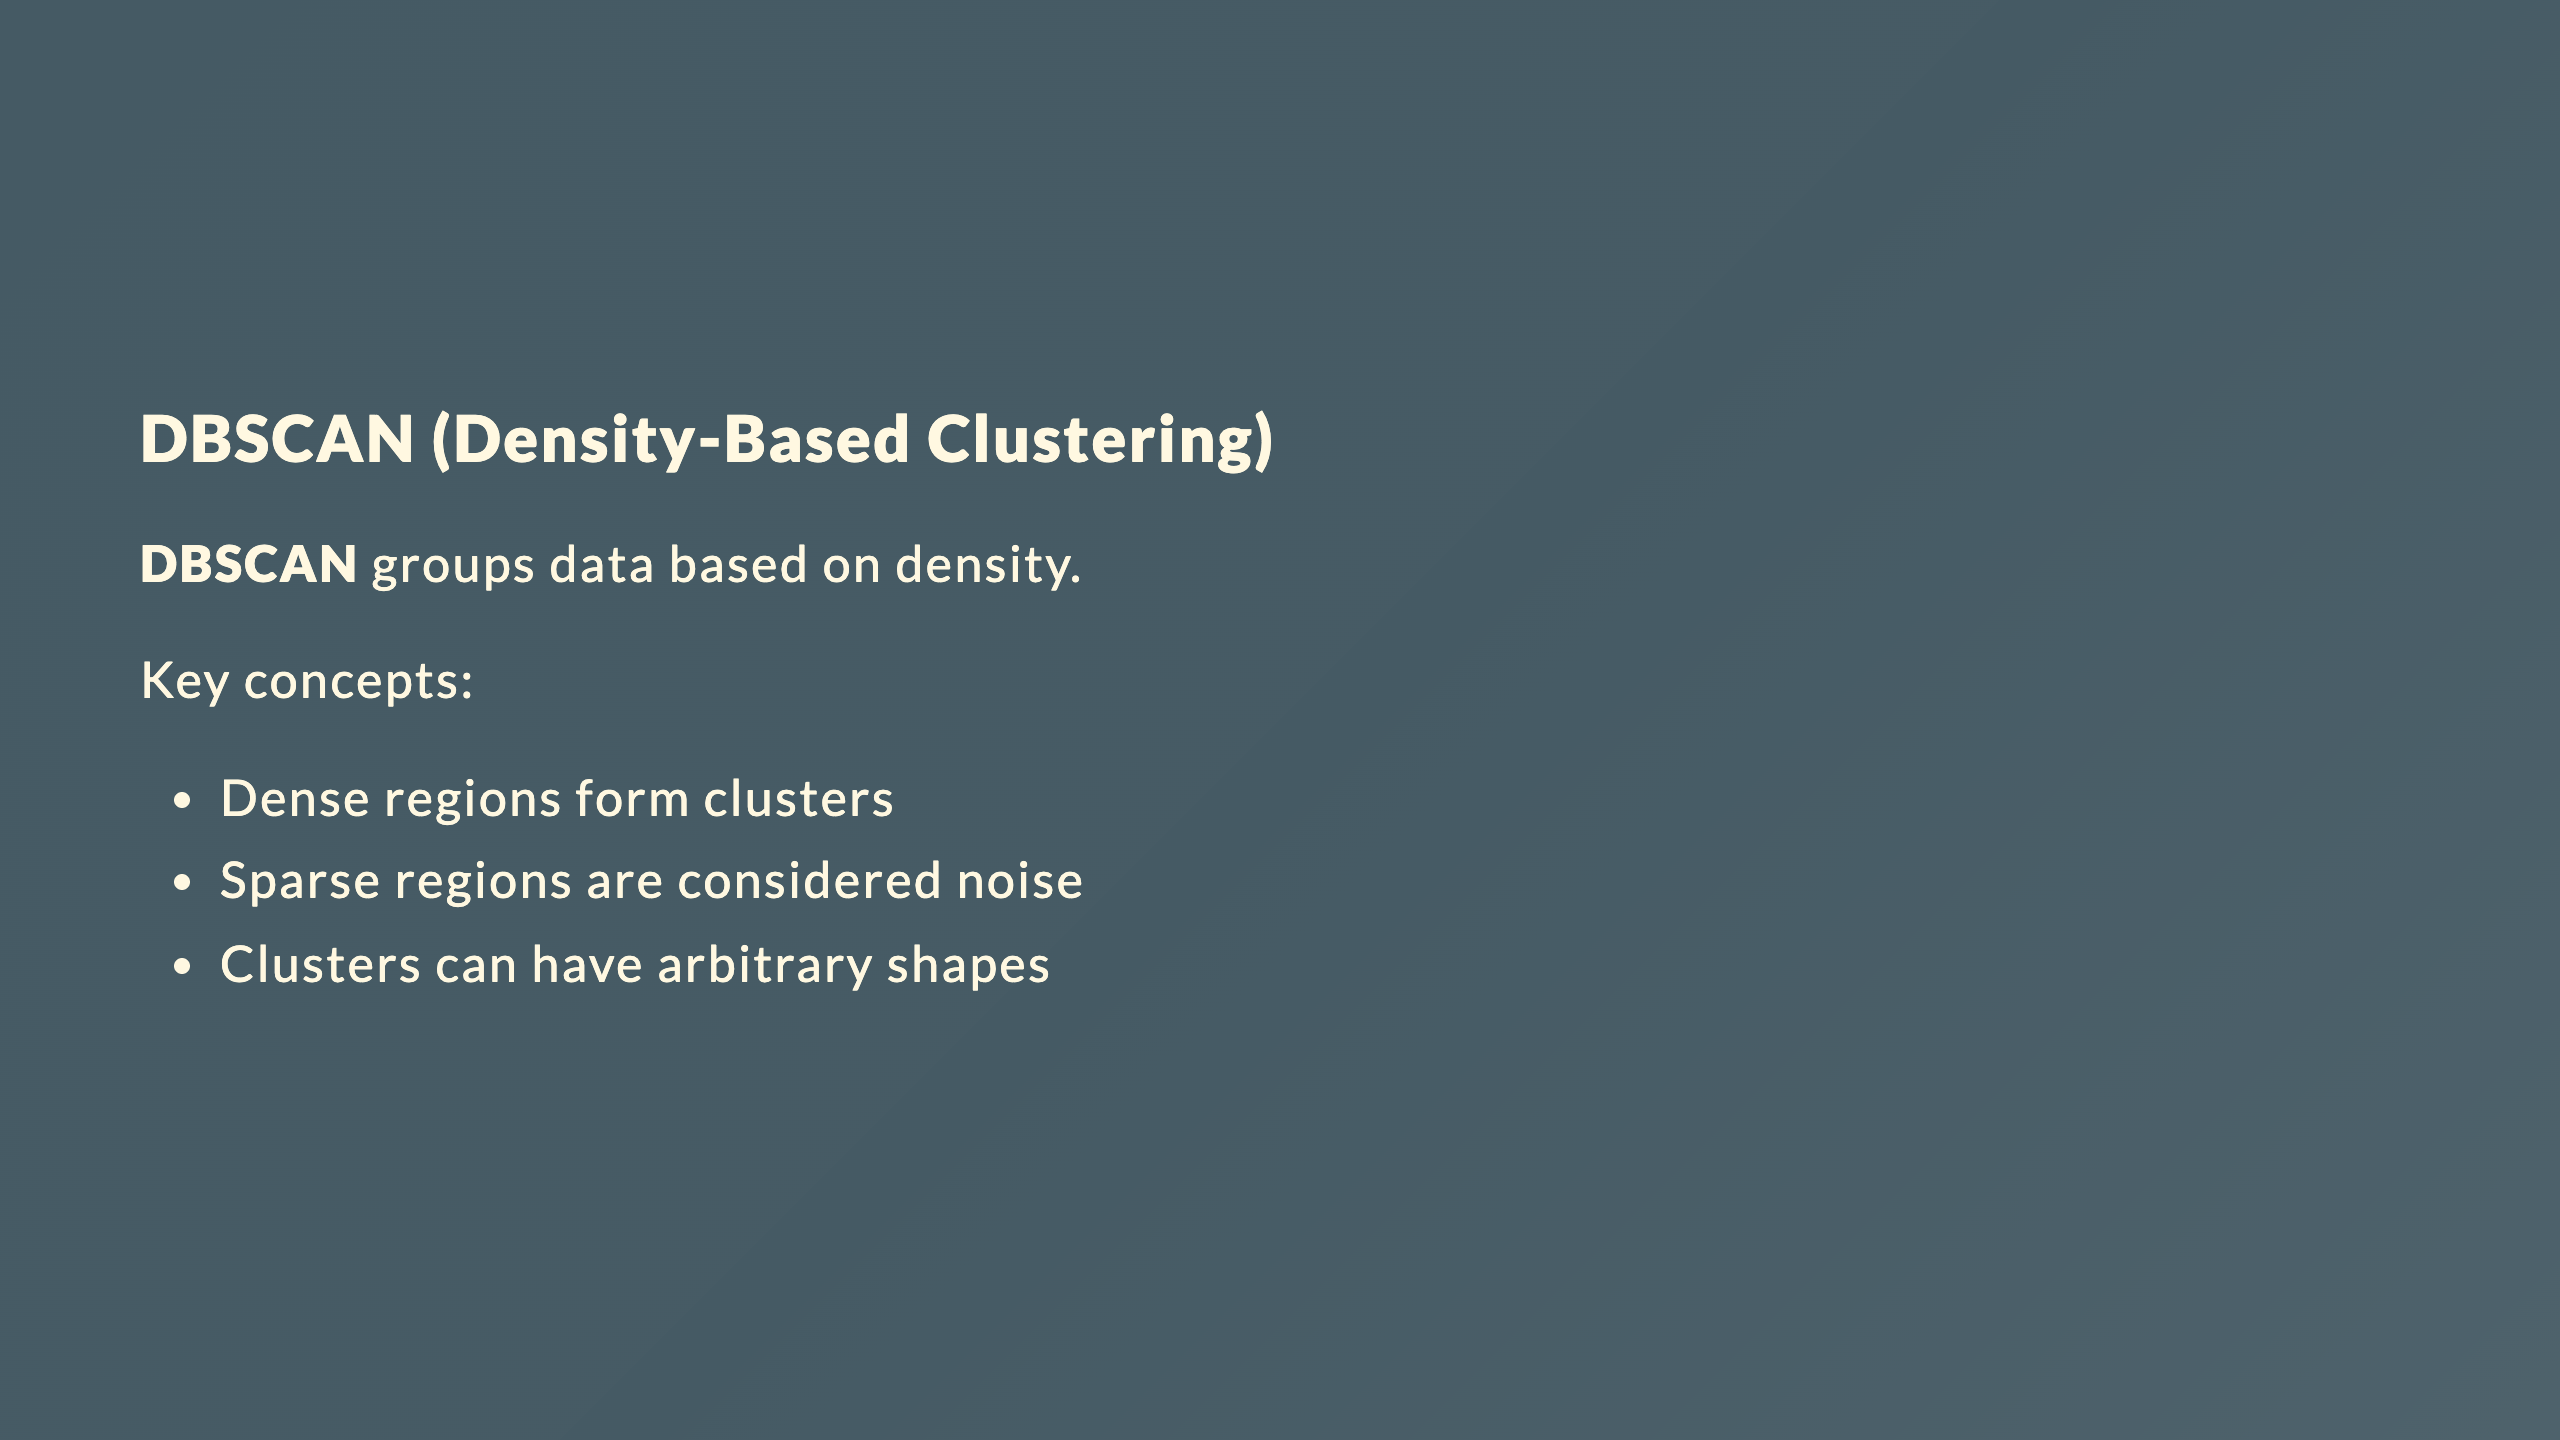 DBSCAN (Density-Based Clustering)
DBSCAN groups data based on density.
Key concepts:
• Dense regions form clusters
• Sparse regions are considered noise
• Clusters can have arbitrary shapes